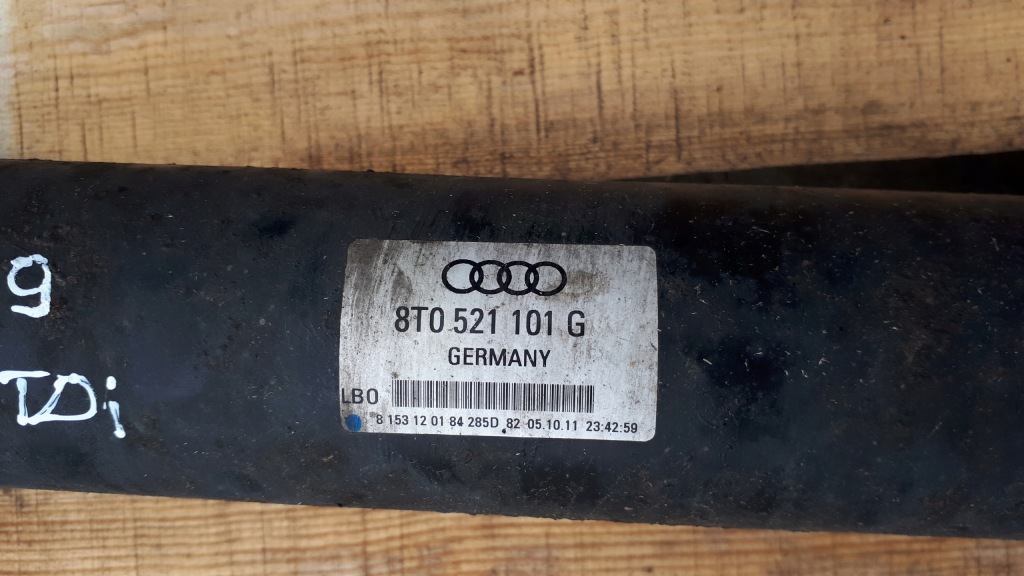 9
TDi
8T0 521 101 G
GERMANY
LBO
8 153 12 01 84 285D 82 05.10.11 23:42:59